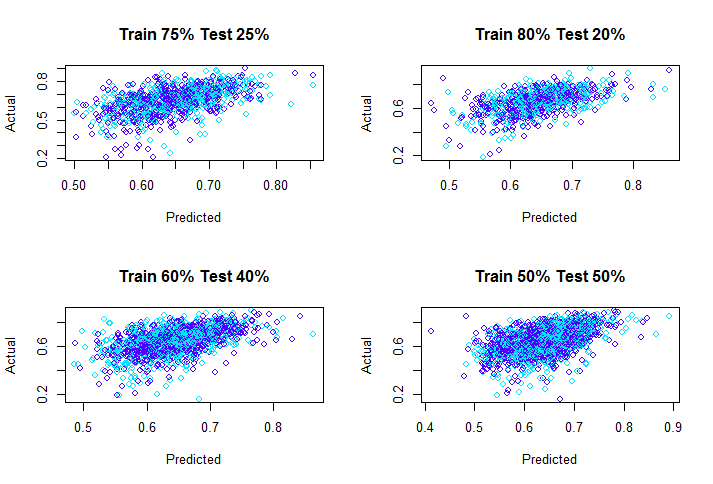 Train 75% Test 25%
Actual
0.2 0.5 0.8
0.50 0.60 0.70 0.80
Predicted
Train 80% Test 20%
Actual
0.2 0.6
0.5 0.6 0.7 0.8
Predicted
Train 60% Test 40%
Actual
0.2 0.6
0.5 0.6 0.7 0.8
Predicted
Train 50% Test 50%
Actual
0.2 0.6
0.4 0.5 0.6 0.7 0.8 0.9
Predicted